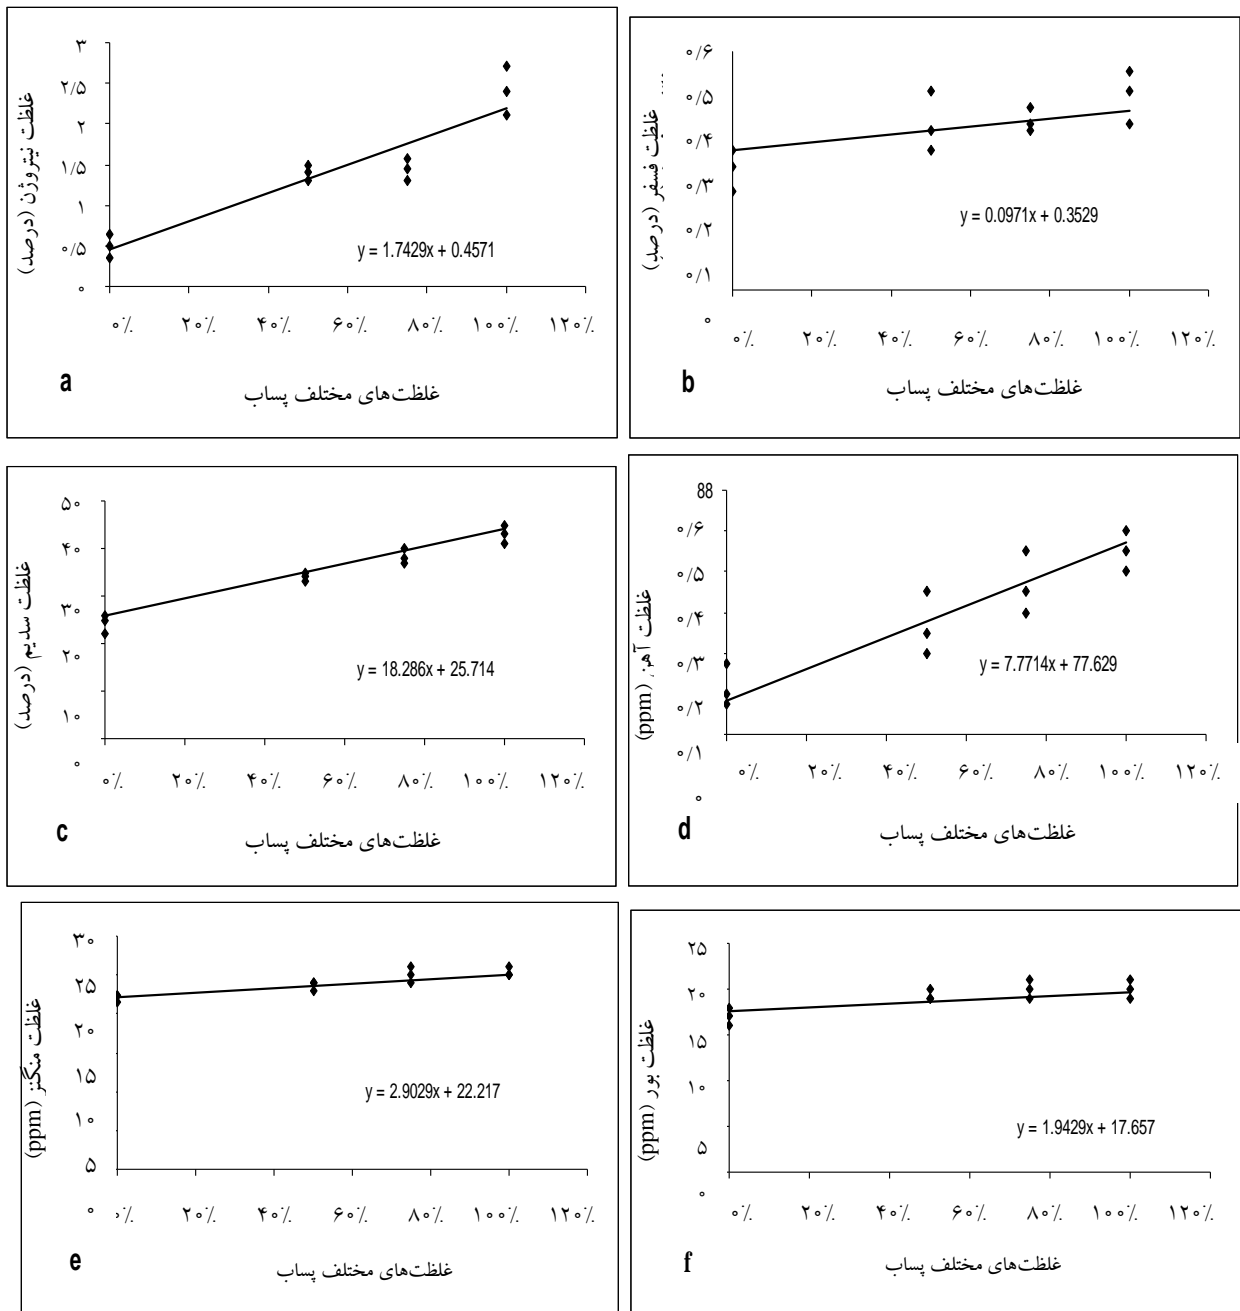 ۳
۲/۵
۲
۱/۵
۱
۰/۵
۰
غلظت نیتروژن (درصد)
y = 1.7429x + 0.4571
۰٪ ۲۰٪ ۴۰٪ ۶۰٪ ۸۰٪ ۱۰۰٪ ۱۲۰٪
a
غلظت‌های مختلف پساب
۰/۶
۰/۵
۰/۴
۰/۳
۰/۲
۰/۱
۰
غلظت فسفر (درصد)
y = 0.0971x + 0.3529
۰٪ ۲۰٪ ۴۰٪ ۶۰٪ ۸۰٪ ۱۰۰٪ ۱۲۰٪
b
غلظت‌های مختلف پساب
۵۰
۴۰
۳۰
۲۰
۱۰
۰
غلظت سدیم (درصد)
y = 18.286x + 25.714
۰٪ ۲۰٪ ۴۰٪ ۶۰٪ ۸۰٪ ۱۰۰٪ ۱۲۰٪
c
غلظت‌های مختلف پساب
88
۰/۶
۰/۵
۰/۴
۰/۳
۰/۲
۰/۱
۰
غلظت آهن (ppm)
y = 7.7714x + 77.629
۰٪ ۲۰٪ ۴۰٪ ۶۰٪ ۸۰٪ ۱۰۰٪ ۱۲۰٪
d
غلظت‌های مختلف پساب
۳۰
۲۵
۲۰
۱۵
۱۰
۵
۰
غلظت منگنز (ppm)
y = 2.9029x + 22.217
۰٪ ۲۰٪ ۴۰٪ ۶۰٪ ۸۰٪ ۱۰۰٪ ۱۲۰٪
e
غلظت‌های مختلف پساب
۲۵
۲۰
۱۵
۱۰
۵
۰
غلظت بور (ppm)
y = 1.9429x + 17.657
۰٪ ۲۰٪ ۴۰٪ ۶۰٪ ۸۰٪ ۱۰۰٪ ۱۲۰٪
f
غلظت‌های مختلف پساب